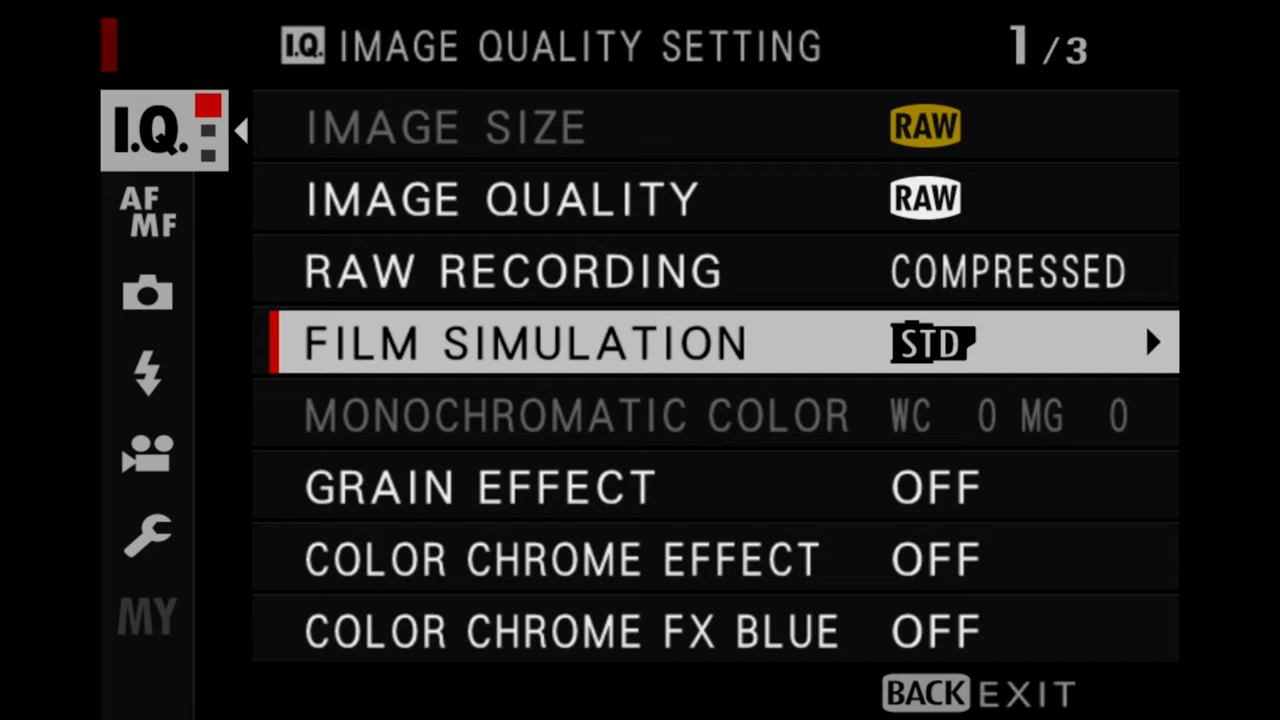 I.Q. IMAGE QUALITY SETTING 1/3
I.Q.
AF
MF
MY
IMAGE SIZE RAW
IMAGE QUALITY RAW
RAW RECORDING COMPRESSED
FILM SIMULATION STD
MONOCHROMATIC COLOR WC 0 MG 0
GRAIN EFFECT OFF
COLOR CHROME EFFECT OFF
COLOR CHROME FX BLUE OFF
BACK EXIT